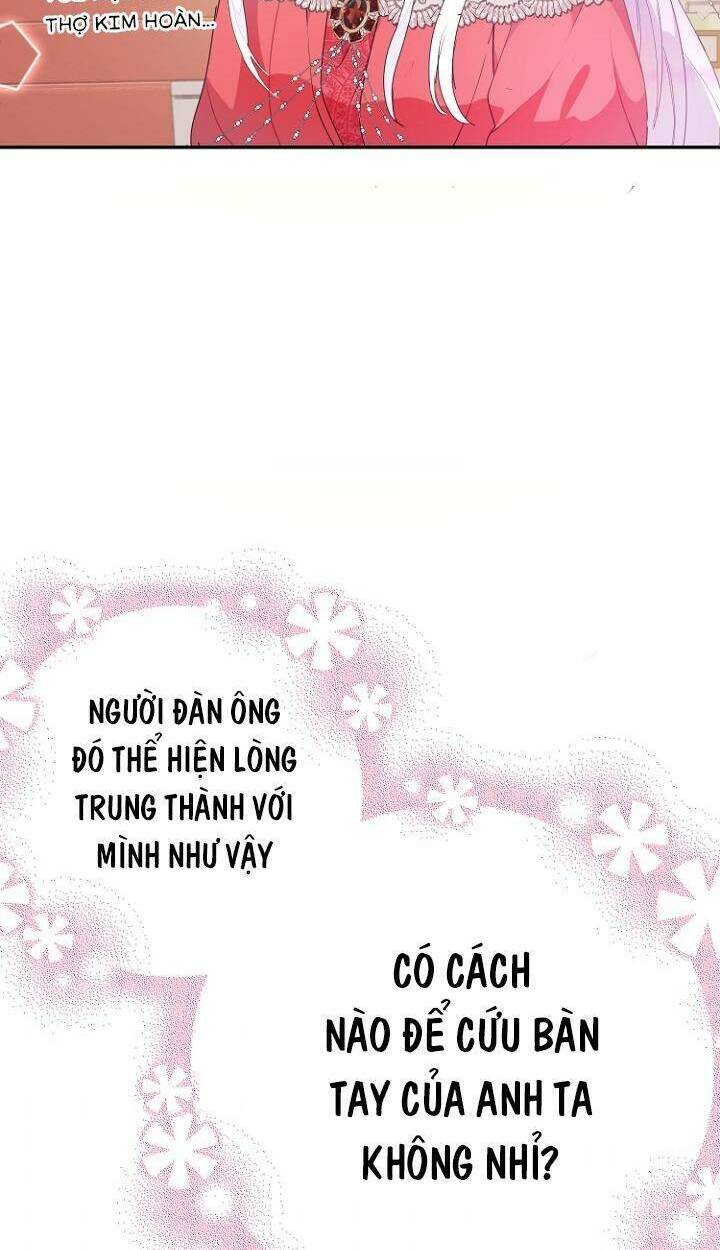 THỢ KIM HOÀN...
NGƯỜI ĐÀN ÔNG
ĐÓ THỂ HIỆN LÒNG
TRUNG THÀNH VỚI
MÌNH NHƯ VẬY
CÓ CÁCH
NÀO ĐỂ CỨU BÀN
TAY CỦA ANH TA
KHÔNG NHỈ?